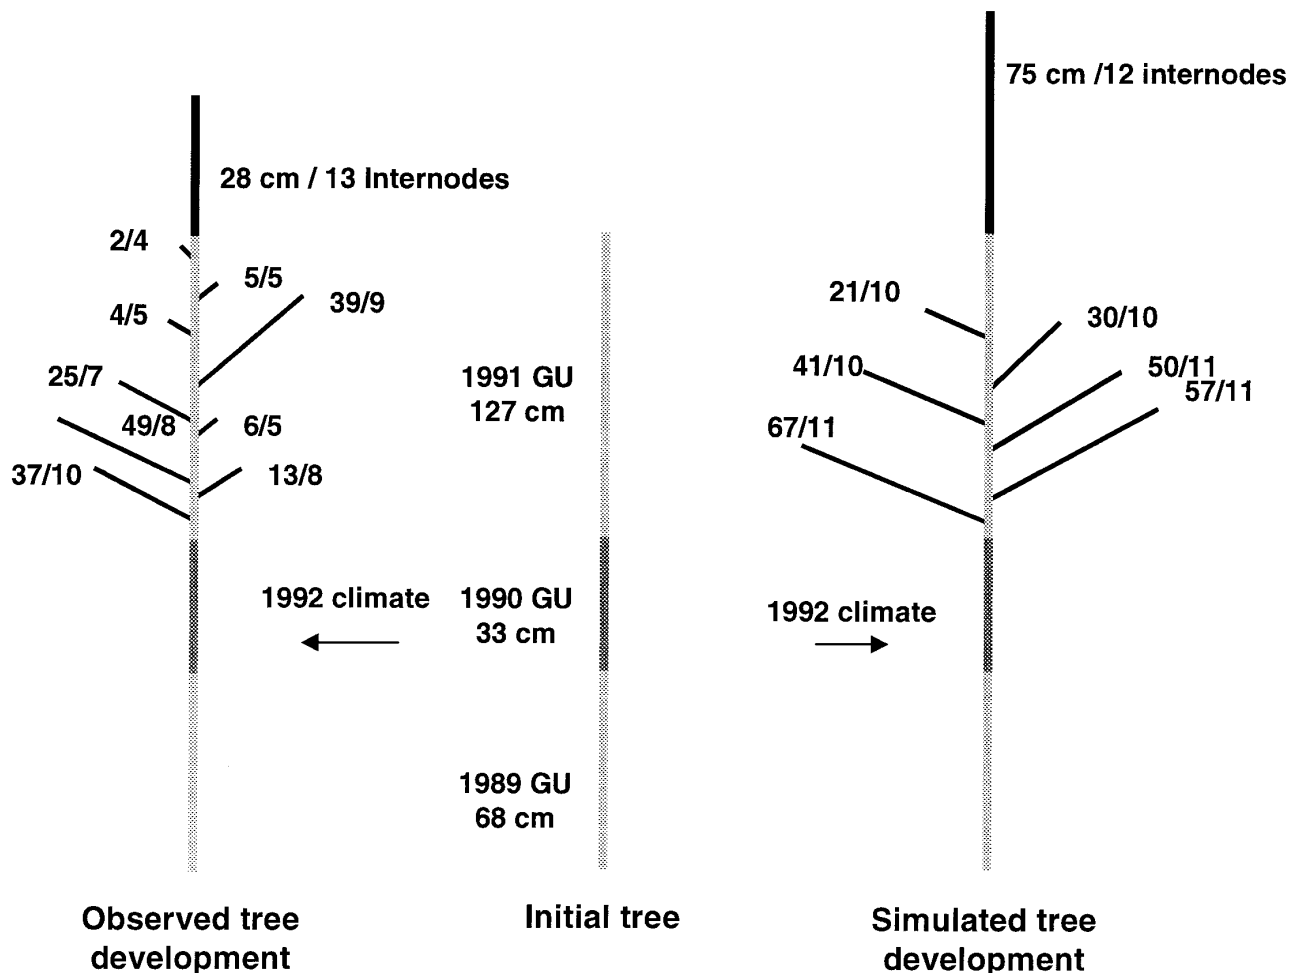 75 cm /12 internodes
28 cm / 13 Internodes
2/4
5/5
39/9
4/5
25/7
49/8
6/5
37/10
13/8
1991 GU
127 cm
21/10
30/10
41/10
50/11
57/11
67/11
1992 climate
1990 GU
33 cm
1992 climate
1989 GU
68 cm
Observed tree
development
Initial tree
Simulated tree
development